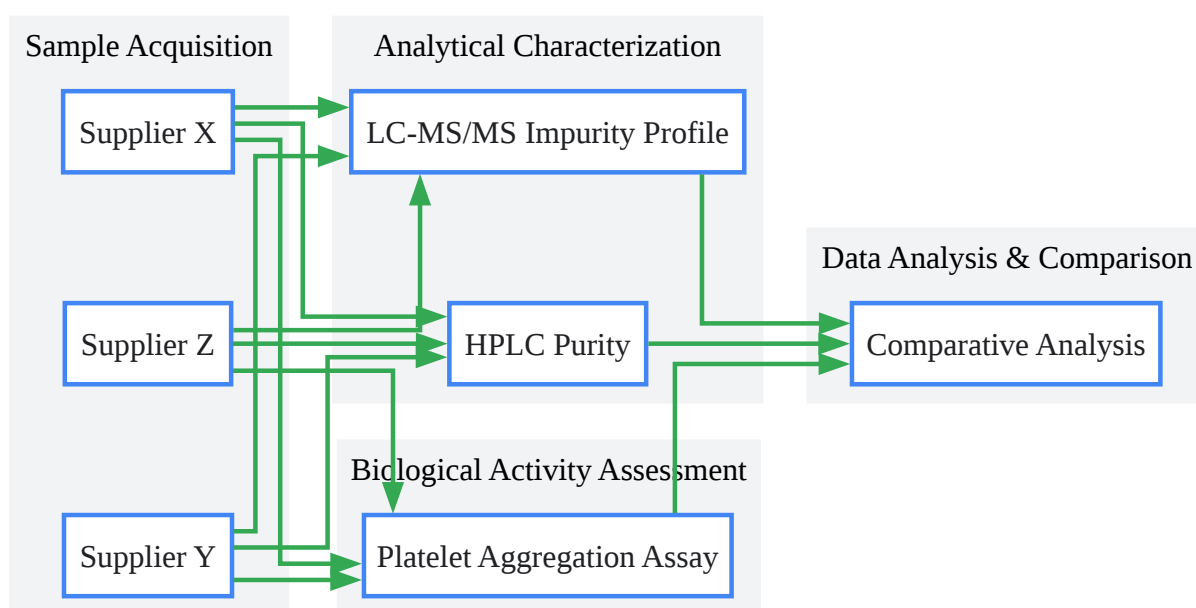 Sample Acquisition
Supplier X
Supplier Z
Supplier Y
Analytical Characterization
LC-MS/MS Impurity Profile
HPLC Purity
Biological Activity Assessment
Platelet Aggregation Assay
Data Analysis & Comparison
Comparative Analysis